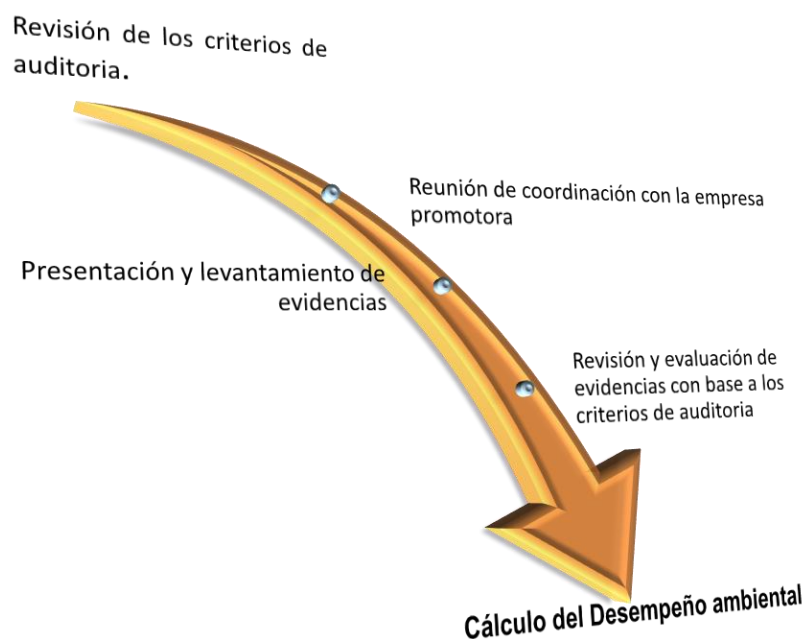 Revisión de los criterios de
auditoria.
Reunión de coordinación con la empresa
promotora
Presentación y levantamiento de
evidencias
Revisión y evaluación de
evidencias con base a los
criterios de auditoria
Cálculo del Desempeño ambiental